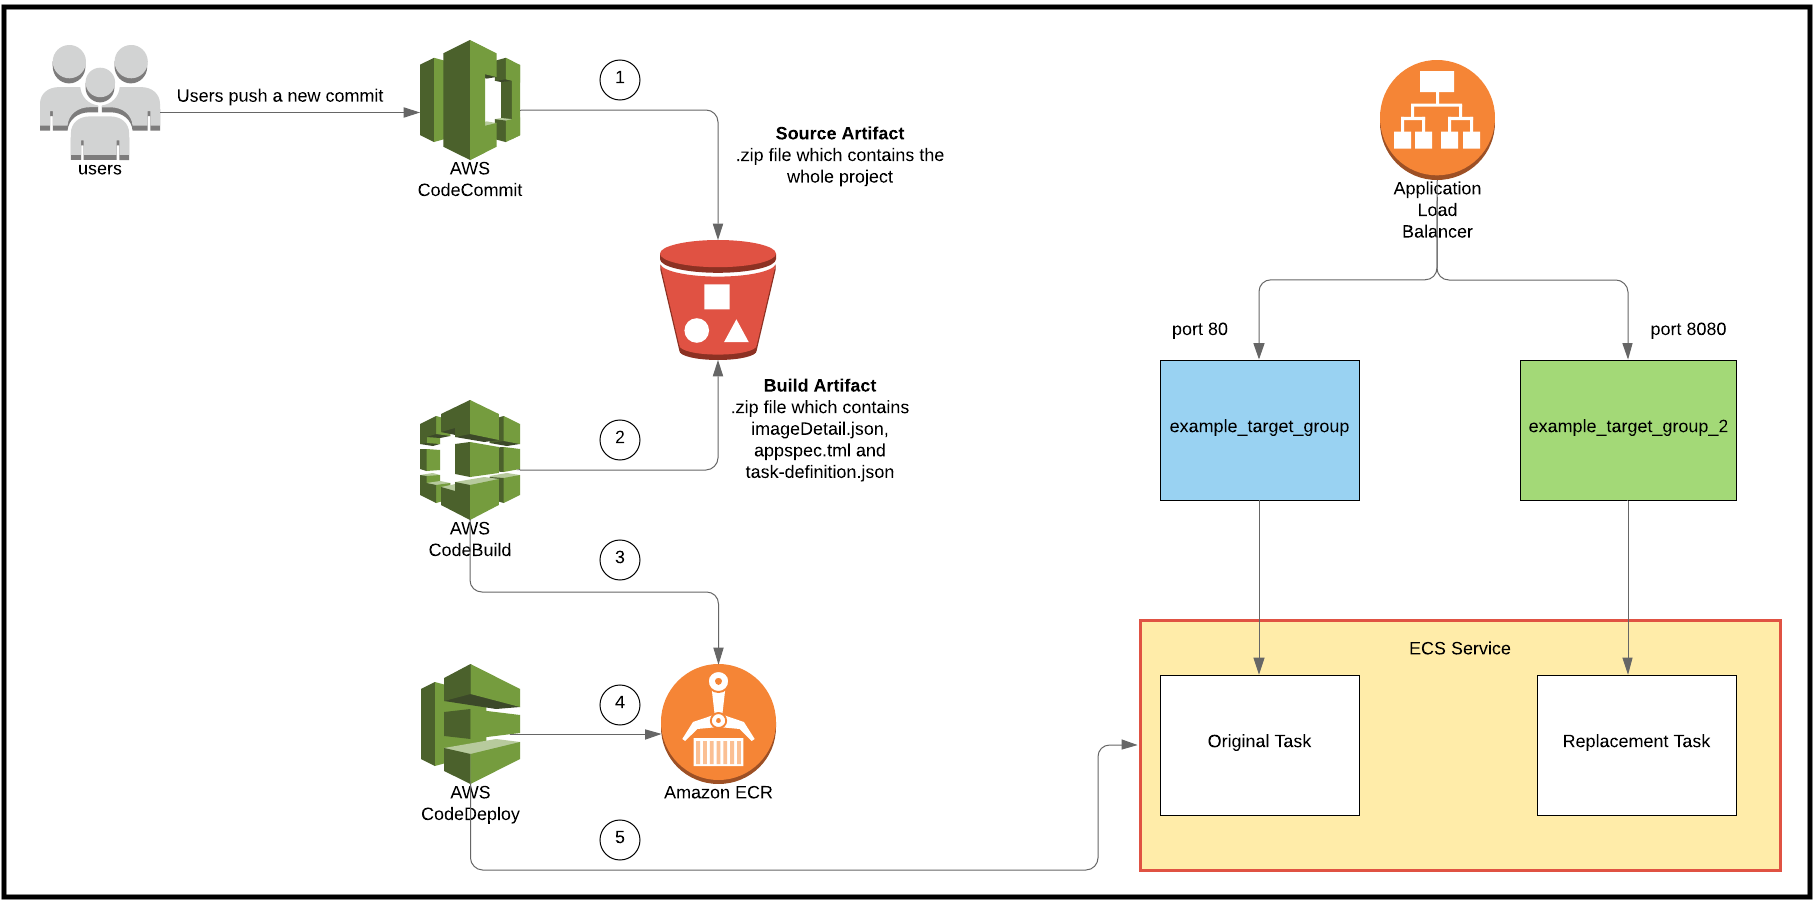 users
Users push a new commit
AWS
CodeCommit
1
Source Artifact
.zip file which contains the
whole project
2
Build Artifact
.zip file which contains
imageDetail.json,
appspec.tml and
task-definition.json
AWS
CodeBuild
3
4
AWS
CodeDeploy
Amazon ECR
5
Application
Load
Balancer
port 80
port 8080
example_target_group
example_target_group_2
ECS Service
Original Task
Replacement Task